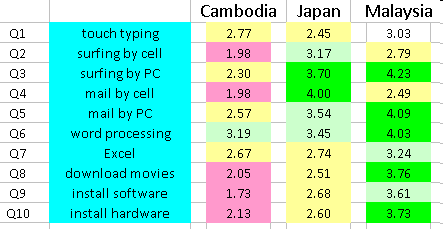 Cambodia Japan Malaysia
Q1 touch typing 2.77 2.45 3.03
Q2 surfing by cell 1.98 3.17 2.79
Q3 surfing by PC 2.30 3.70 4.23
Q4 mail by cell 1.98 4.00 2.49
Q5 mail by PC 2.57 3.54 4.09
Q6 word processing 3.19 3.45 4.03
Q7 Excel 2.67 2.74 3.24
Q8 download movies 2.05 2.51 3.76
Q9 install software 1.73 2.68 3.61
Q10 install hardware 2.13 2.60 3.73